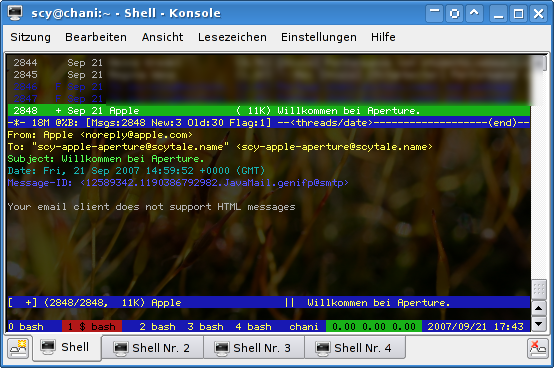 scy@chani:~ - Shell - Konsole
Sitzung Bearbeiten Ansicht Lesezeichen Einstellungen Hilfe
2844 Sep 21
2845 Sep 21
2848 + Sep 21 Apple ( 11K) Willkommen bei Aperture.
-*- 18M @%B: [Msgs:2848 New:3 Old:30 Flag:1] --<threads/date>-------------------(end)---
From: Apple <noreply@apple.com>
To: "scy-apple-aperture@scytale.name" <scy-apple-aperture@scytale.name>
Subject: Willkommen bei Aperture.
Date: Fri, 21 Sep 2007 14:59:52 +0000 (GMT)
Message-ID: <12589342.1190386792982.JavaMail.genifp@smtp>
Your email client does not support HTML messages
[ +] (2848/2848, 11K) Apple || Willkommen bei Aperture.
0 bash 1 $ bash 2 bash 3 bash 4 bash chani 0.00 0.00 0.00 2007/09/21 17:43
Shell Shell Nr. 2 Shell Nr. 3 Shell Nr. 4